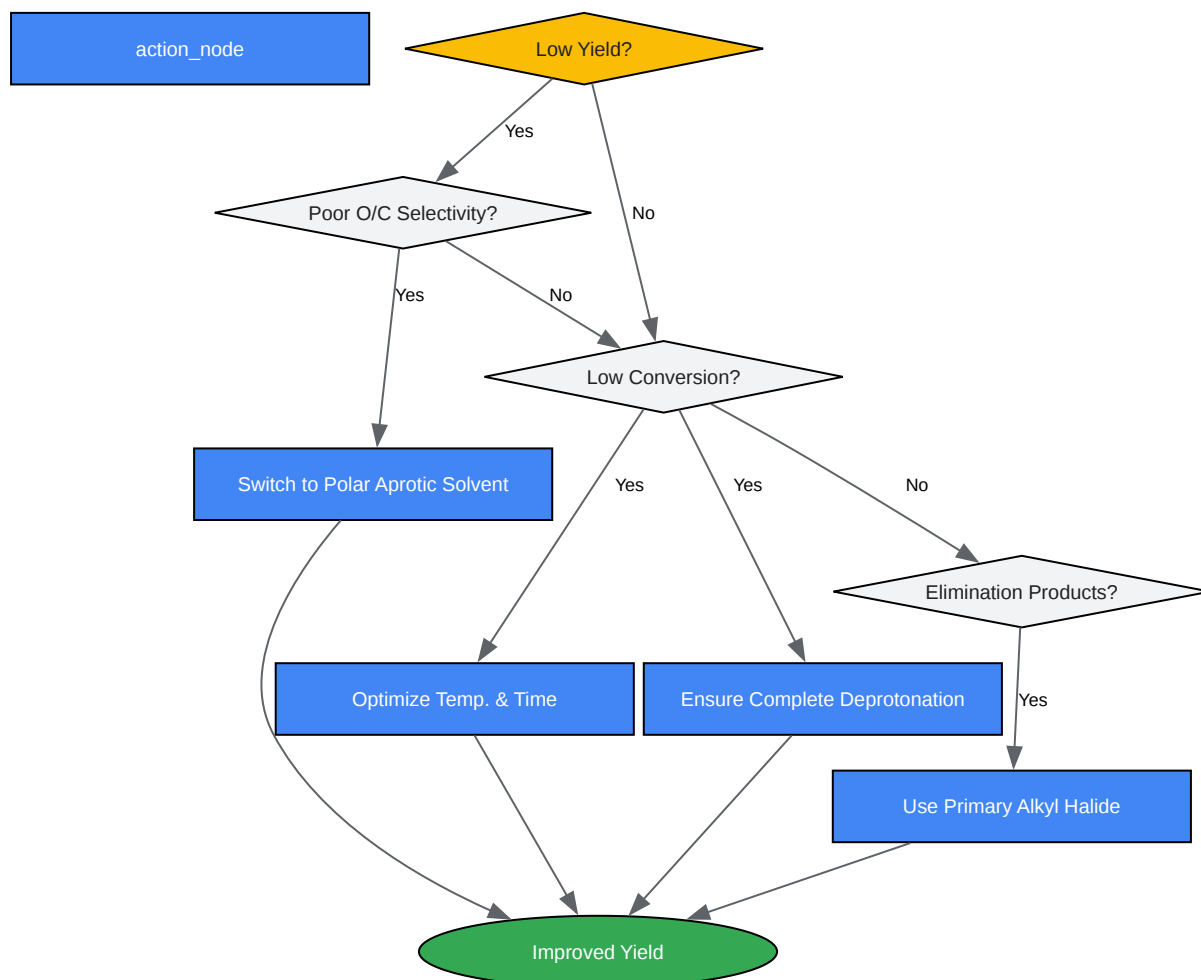 action_node
Low Yield?
Yes
Poor O/C Selectivity?
No
Yes
No
Low Conversion?
Switch to Polar Aprotic Solvent
Yes
Yes
No
Elimination Products?
Optimize Temp. & Time
Ensure Complete Deprotonation
Yes
Use Primary Alkyl Halide
Improved Yield